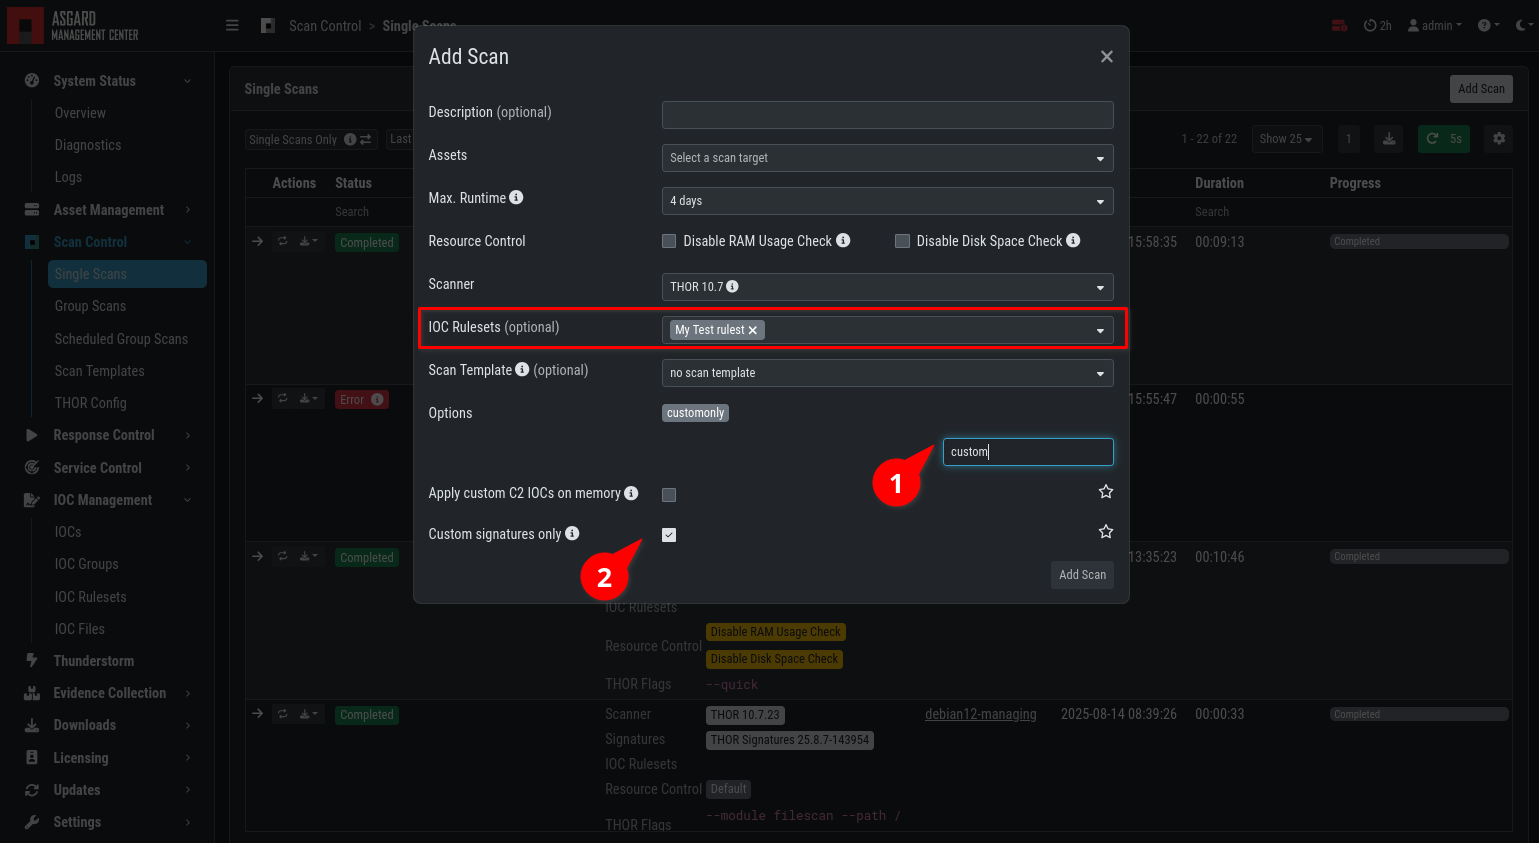 ASGARD
MANAGEMENT CENTER
Scan Control > Single Scans
2h
admin
System Status
Overview
Diagnostics
Logs
Asset Management
Scan Control
Single Scans
Group Scans
Scheduled Group Scans
Scan Templates
THOR Config
Response Control
Service Control
IOC Management
IOCs
IOC Groups
IOC Rulesets
IOC Files
Thunderstorm
Evidence Collection
Downloads
Licensing
Updates
Settings
Single Scans
Add Scan
Single Scans Only
Last
1 - 22 of 22
Show 25
1
5s
Actions Status Duration Progress
Search Search
Completed 15:58:35 00:09:13 Completed
Error 15:55:47 00:00:55
Completed 13:35:23 00:10:46 Completed
IOC Rulesets
Resource Control Disable RAM Usage Check
Disable Disk Space Check
THOR Flags --quick
Completed Scanner THOR 10.7.23 debian12-managing 2025-08-14 08:39:26 00:00:33 Completed
Signatures THOR Signatures 25.8.7-143954
IOC Rulesets
Resource Control Default
THOR Flags --module filescan --path /
Add Scan
Description (optional)
Assets Select a scan target
Max. Runtime 4 days
Resource Control Disable RAM Usage Check Disable Disk Space Check
Scanner THOR 10.7
IOC Rulesets (optional) My Test rulest
Scan Template (optional) no scan template
Options customonly
custom
1
Apply custom C2 IOCs on memory
Custom signatures only
2
Add Scan